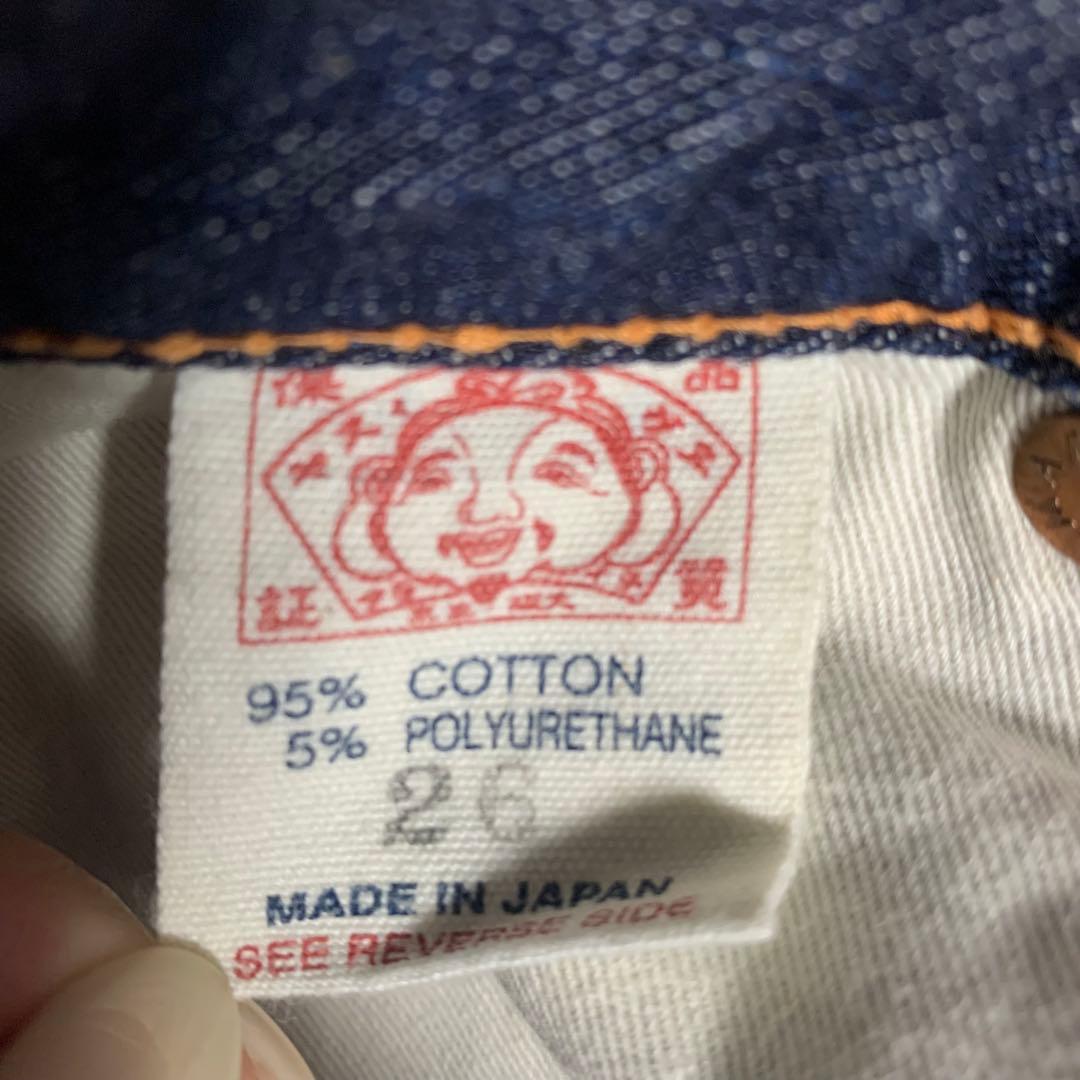 保 品
証 質
95% COTTON
5% POLYURETHANE
26
MADE IN JAPAN
SEE REVERSE SIDE